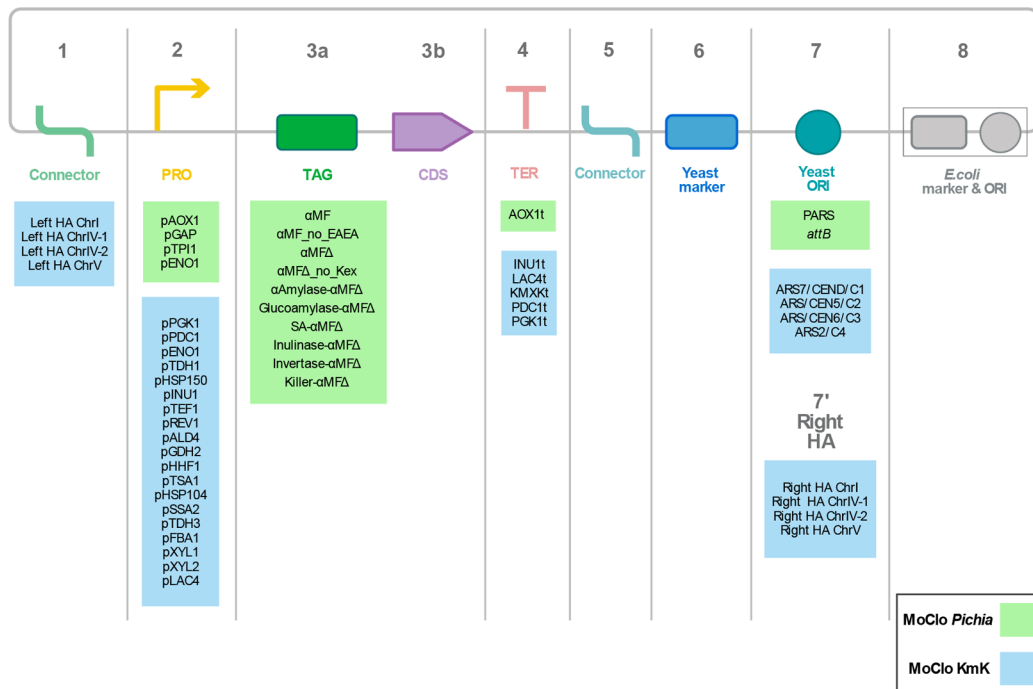 1
2
3a
3b
4
5
6
7
8
Connector
PRO
TAG
CDS
TER
Connector
Yeast
marker
Yeast
ORI
E.coli
marker & ORI
Left HA ChrI
Left HA ChrIV-1
Left HA ChrIV-2
Left HA ChrV
pAOX1
pGAP
pTPI1
pENO1
pPGK1
pPDC1
pENO1
pTDH1
pHSP150
pINU1
pTEF1
pREV1
pALD4
pGDH2
pHHF1
pTSA1
pHSP104
pSSA2
pTDH3
pFBA1
pXYL1
pXYL2
pLAC4
αMF
αMF_no_EAEA
αMFΔ
αMFΔ_no_Kex
αAmylase-αMFΔ
Glucoamylase-αMFΔ
SA-αMFΔ
Inulinase-αMFΔ
Invertase-αMFΔ
Killer-αMFΔ
AOX1t
INU1t
LAC4t
KMXKt
PDC1t
PGK1t
PARS
attB
ARS7/ CEND/ C1
ARS/ CEN5/ C2
ARS/ CEN6/ C3
ARS2/ C4
7'
Right
HA
Right HA ChrI
Right HA ChrIV-1
Right HA ChrIV-2
Right HA ChrV
MoClo Pichia
MoClo KmK